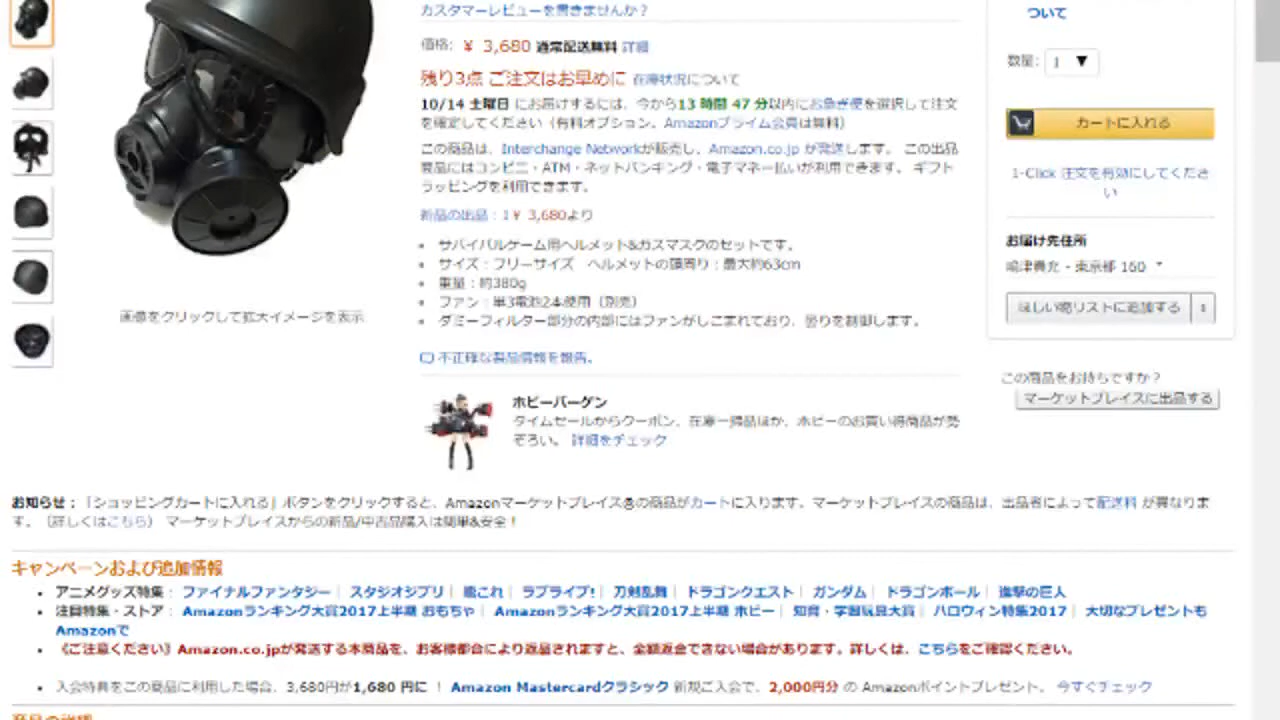 カスタマーレビューを書きませんか？
価格: ￥ 3,680 通常配送無料 詳細
残り3点 ご注文はお早めに 在庫状況について
10/14 土曜日 にお届けするには、今から13 時間 47 分以内にお急ぎ便を選択して注文
を確定してください（有料オプション。Amazonプライム会員は無料）
この商品は、Interchange Networkが販売し、Amazon.co.jp が発送します。 この出品
商品にはコンビニ・ATM・ネットバンキング・電子マネー払いが利用できます。 ギフト
ラッピングを利用できます。
新品の出品：1￥ 3,680より
サバイバルゲーム用ヘルメット&ガスマスクのセットです。
サイズ：フリーサイズ ヘルメットの頭周り：最大約63cm
重量：約380g
ファン：単3電池2本使用（別売）
ダミーフィルター部分の内部にはファンがしこまれており、曇りを制御します。
不正確な製品情報を報告。
ホビーバーゲン
タイムセールからクーポン、在庫一掃品ほか、ホビーのお買い得商品が勢
ぞろい。 詳細をチェック
画像をクリックして拡大イメージを表示
ついて
数量: 1
カートに入れる
1-Click 注文を有効にしてくださ
い
お届け先住所
東京都 160
ほしい物リストに追加する
この商品をお持ちですか？
マーケットプレイスに出品する
お知らせ：「ショッピングカートに入れる」ボタンをクリックすると、Amazonマーケットプレイスの商品がカートに入ります。マーケットプレイスの商品は、出品者によって配送料 が異なりま
す。（詳しくはこちら） マーケットプレイスからの新品/中古品購入は簡単&安全！
キャンペーンおよび追加情報
アニメグッズ特集： ファイナルファンタジー | スタジオジブリ | 艦これ | ラブライブ! | 刀剣乱舞 | ドラゴンクエスト | ガンダム | ドラゴンボール | 進撃の巨人
注目特集・ストア： Amazonランキング大賞2017上半期 おもちゃ | Amazonランキング大賞2017上半期 ホビー | 知育・学習玩具大賞 | ハロウィン特集2017 | 大切なプレゼントも
Amazonで
《ご注意ください》Amazon.co.jpが発送する本商品を、お客様都合により返品されますと、全額返金できない場合があります。詳しくは、こちらをご確認ください。
入会特典をこの商品に利用した場合、3,680円が1,680 円に ！ Amazon Mastercardクラシック 新規ご入会で、2,000円分 の Amazonポイントプレゼント。 今すぐチェック